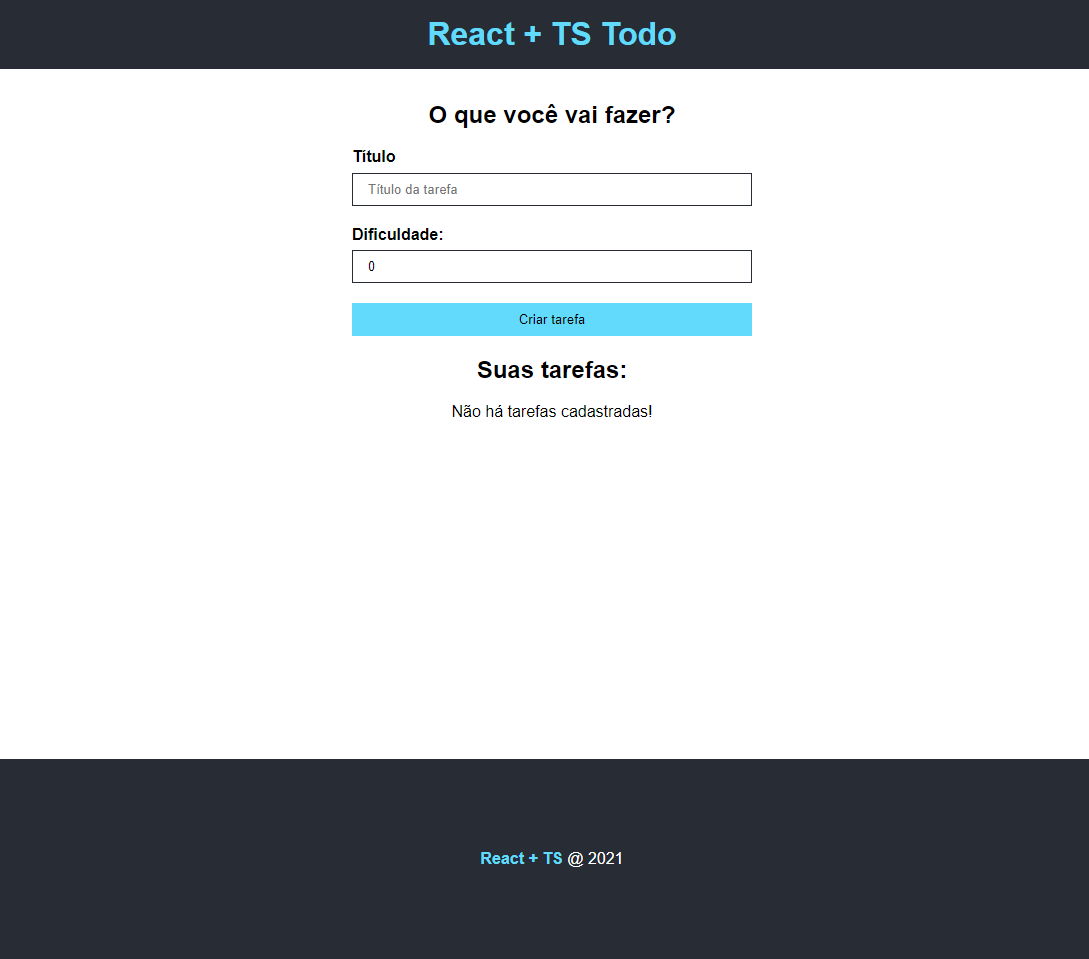 React + TS Todo
O que você vai fazer?
Título
Título da tarefa
Dificuldade:
0
Criar tarefa
Suas tarefas:
Não há tarefas cadastradas!
React + TS @ 2021